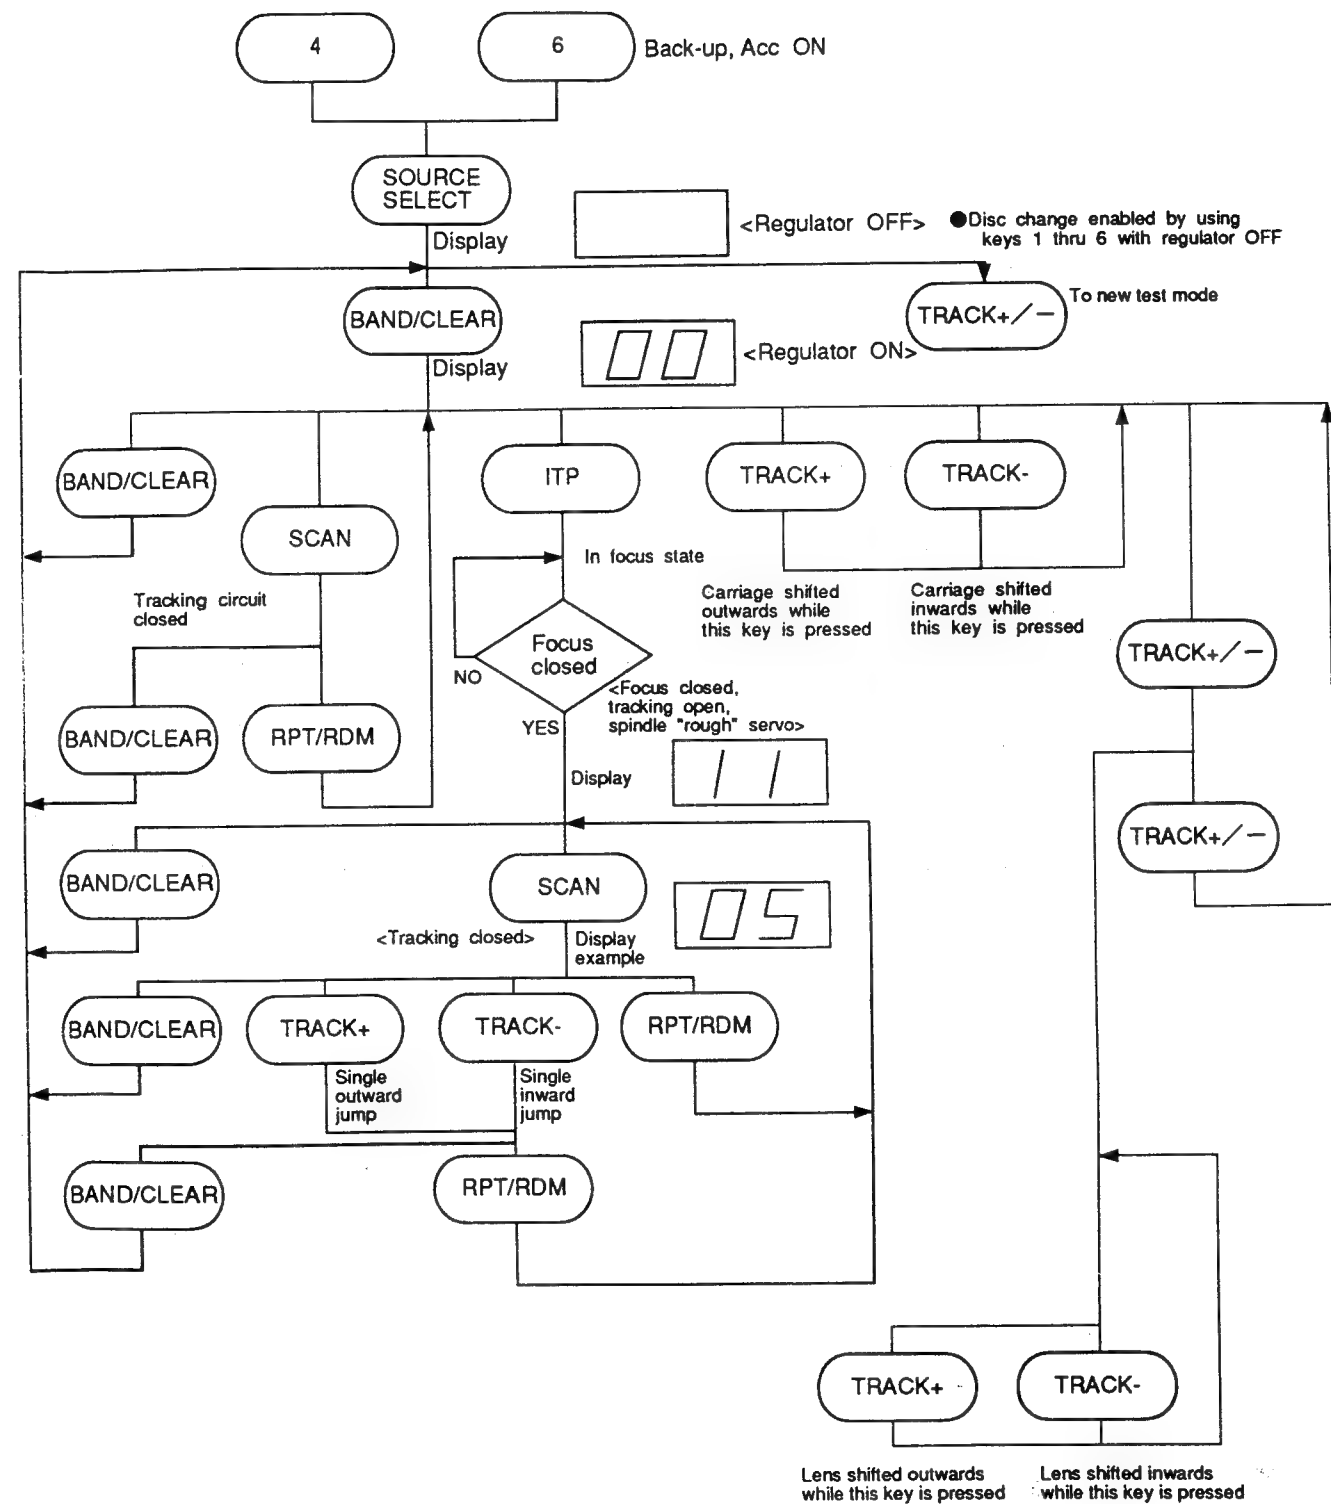 4
6
Back-up, Acc ON
SOURCE
SELECT
<Regulator OFF>
●Disc change enabled by using
keys 1 thru 6 with regulator OFF
Display
BAND/CLEAR
TRACK+/−
To new test mode
00
<Regulator ON>
Display
BAND/CLEAR
SCAN
ITP
TRACK+
TRACK-
In focus state
Tracking circuit
closed
Carriage shifted
outwards while
this key is pressed
Carriage shifted
inwards while
this key is pressed
Focus
closed
NO
YES
TRACK+/−
<Focus closed,
tracking open,
spindle "rough" servo>
BAND/CLEAR
RPT/RDM
Display
11
TRACK+/−
BAND/CLEAR
SCAN
05
<Tracking closed>
Display
example
BAND/CLEAR
TRACK+
TRACK-
RPT/RDM
Single
outward
jump
Single
inward
jump
BAND/CLEAR
RPT/RDM
TRACK+
TRACK-
Lens shifted outwards
while this key is pressed
Lens shifted inwards
while this key is pressed